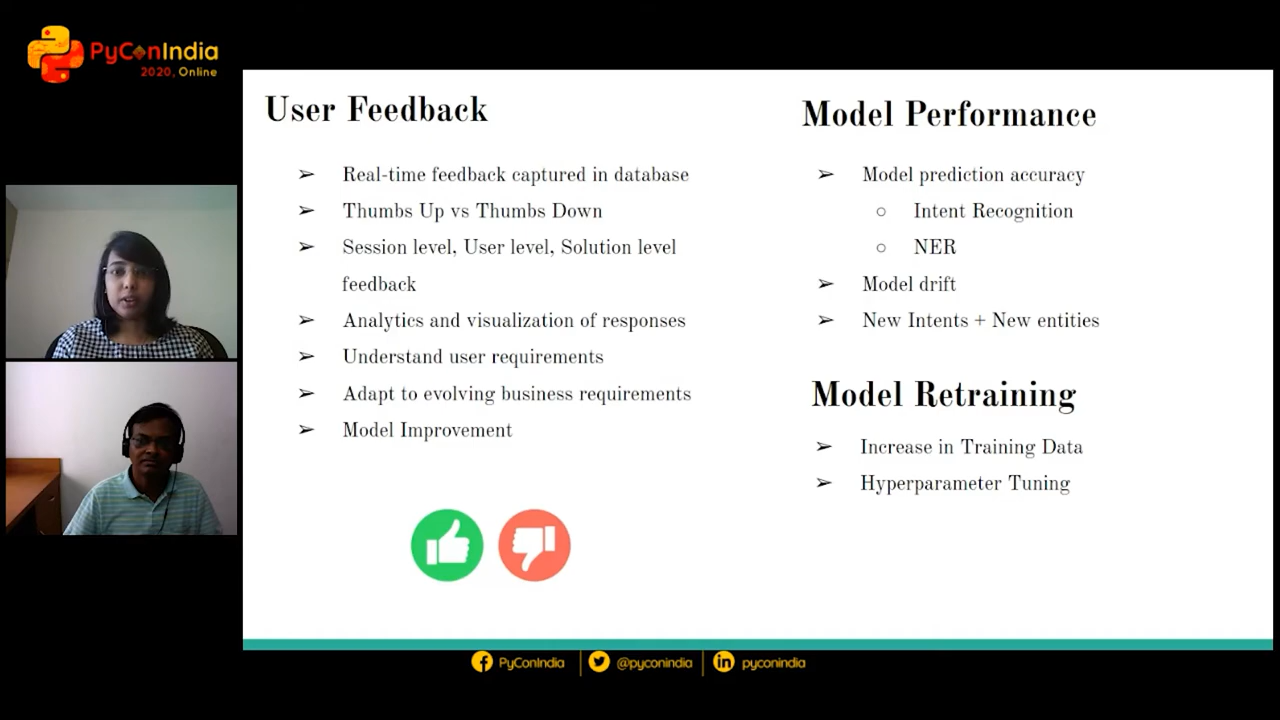 PyConIndia
2020, Online
User Feedback
➢ Real-time feedback captured in database
➢ Thumbs Up vs Thumbs Down
➢ Session level, User level, Solution level
feedback
➢ Analytics and visualization of responses
➢ Understand user requirements
➢ Adapt to evolving business requirements
➢ Model Improvement
Model Performance
➢ Model prediction accuracy
○ Intent Recognition
○ NER
➢ Model drift
➢ New Intents + New entities
Model Retraining
➢ Increase in Training Data
➢ Hyperparameter Tuning
PyConIndia
@pyconindia
pyconindia